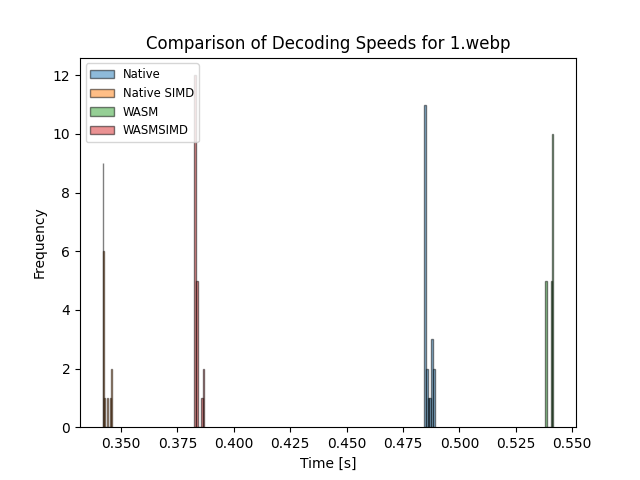 Comparison of Decoding Speeds for 1.webp
Native
Native SIMD
WASM
WASMSIMD
12
10
8
6
4
2
0
Frequency
0.350 0.375 0.400 0.425 0.450 0.475 0.500 0.525 0.550
Time [s]